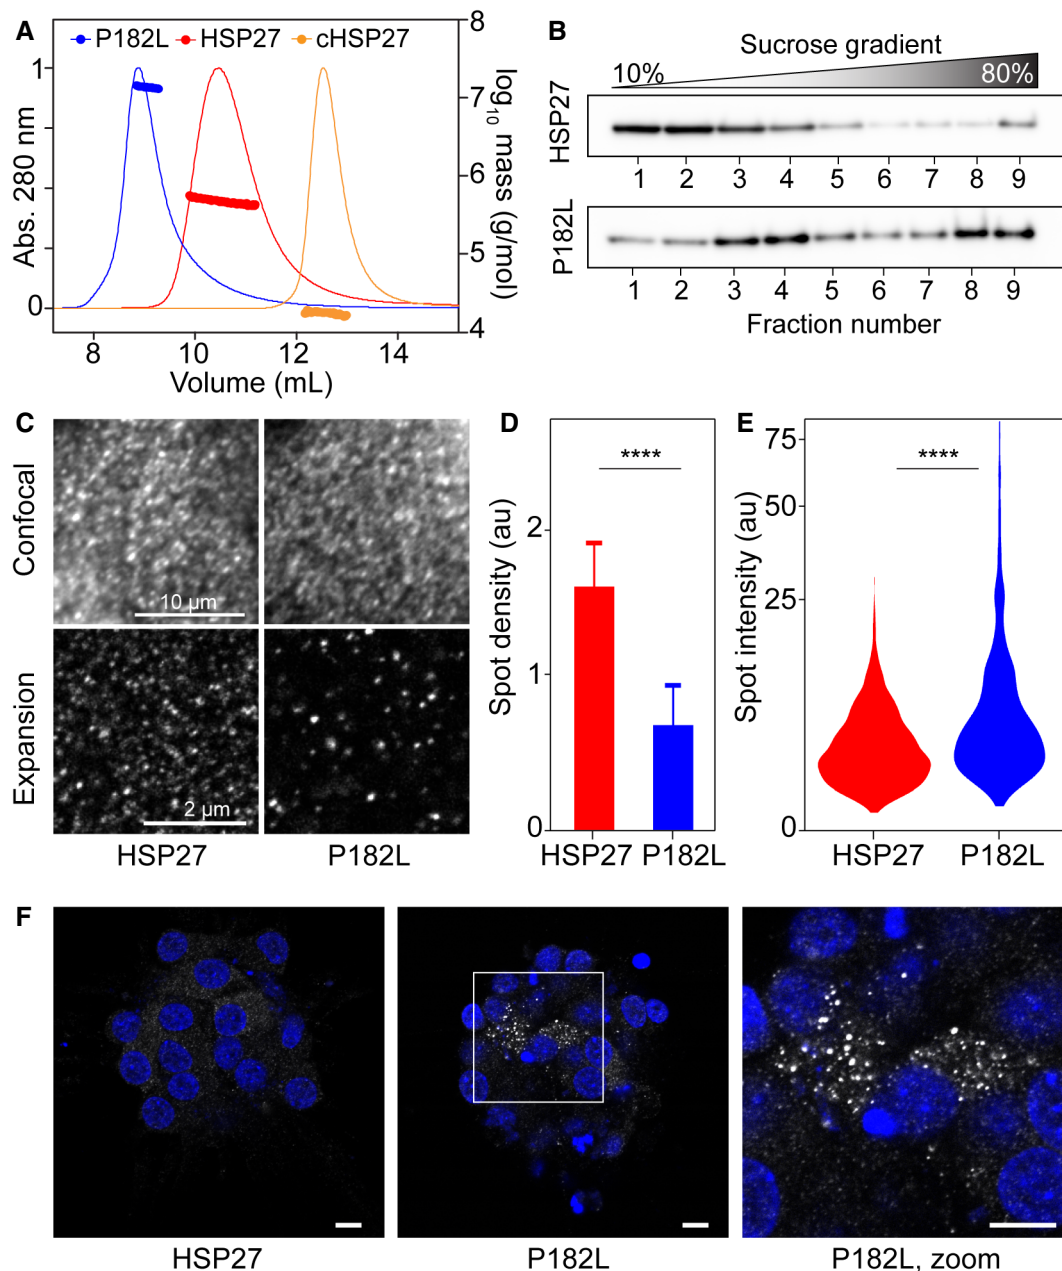 A
P182L HSP27 cHSP27
1
0
Abs. 280 nm
8
7
6
5
4
log10 mass (g/mol)
8 10 12 14
Volume (mL)
B
Sucrose gradient
10% 80%
HSP27
1 2 3 4 5 6 7 8 9
P182L
1 2 3 4 5 6 7 8 9
Fraction number
C
Confocal
10 µm
Expansion
2 µm
HSP27 P182L
D
****
Spot density (au)
2
1
0
HSP27 P182L
E
****
Spot intensity (au)
75
50
25
0
HSP27 P182L
F
HSP27 P182L P182L, zoom